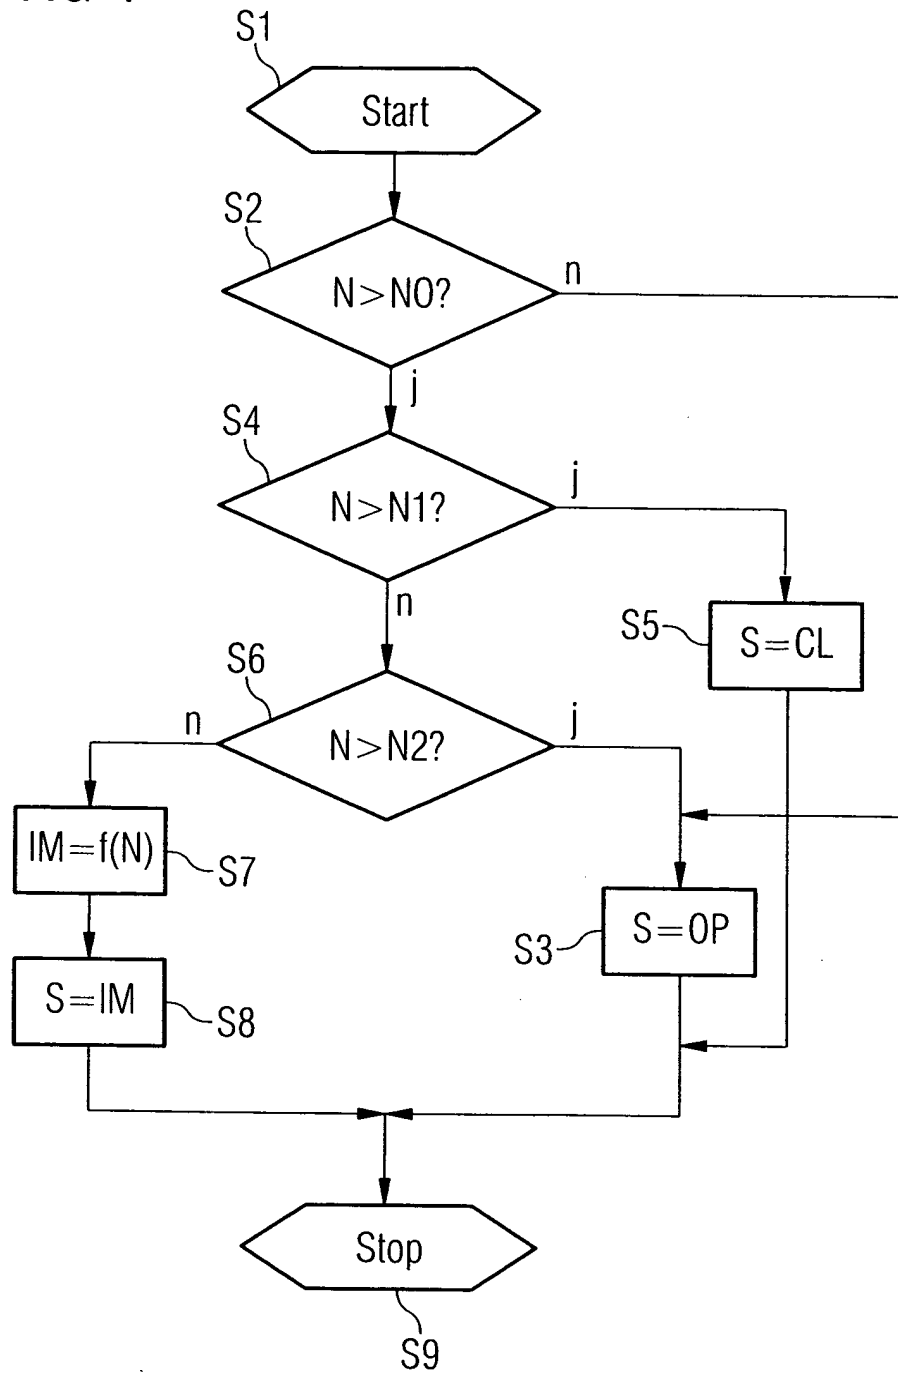 S1
Start
S2
N>N0?
n
j
S4
N>N1?
j
n
S5
S=CL
S6
N>N2?
n
j
IM=f(N)
S7
S3
S=OP
S=IM
S8
Stop
S9